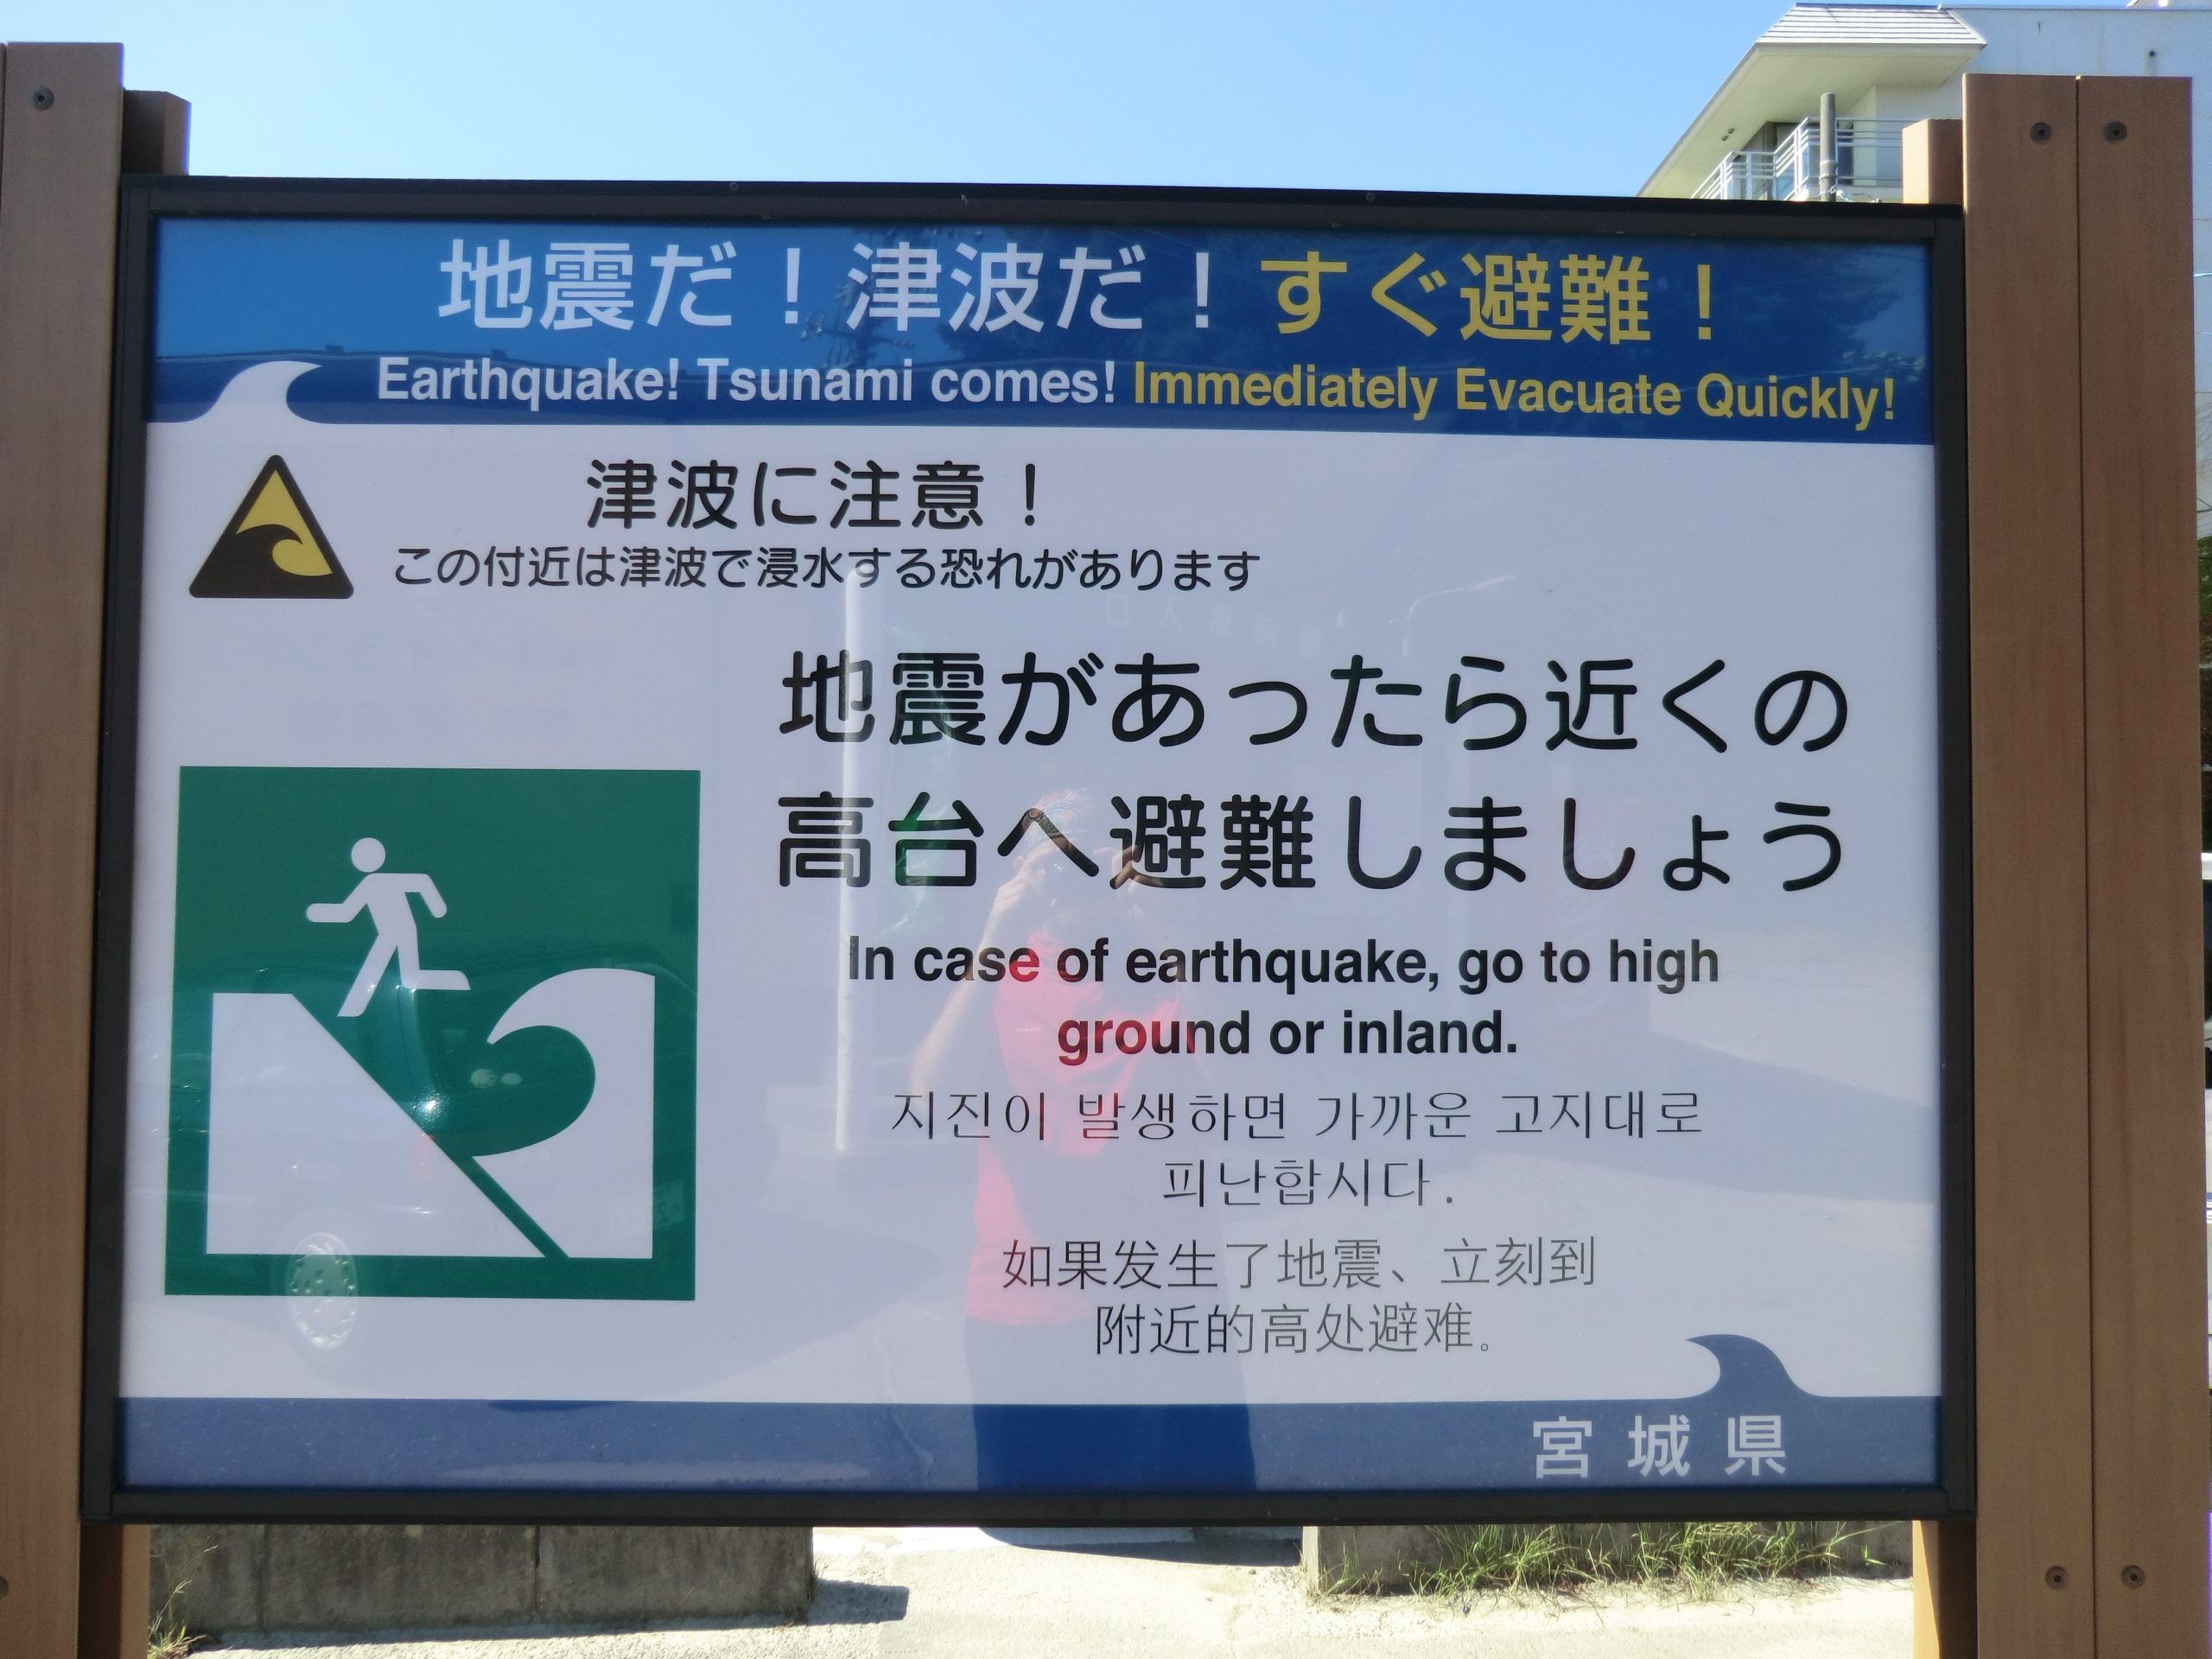 地震だ！津波だ！すぐ避難！
Earthquake! Tsunami comes! Immediately Evacuate Quickly!
津波に注意！
この付近は津波で浸水する恐れがあります
地震があったら近くの
高台へ避難しましょう
In case of earthquake, go to high
ground or inland.
지진이 발생하면 가까운 고지대로
피난합시다.
如果发生了地震、立刻到
附近的高处避难。
宮城県